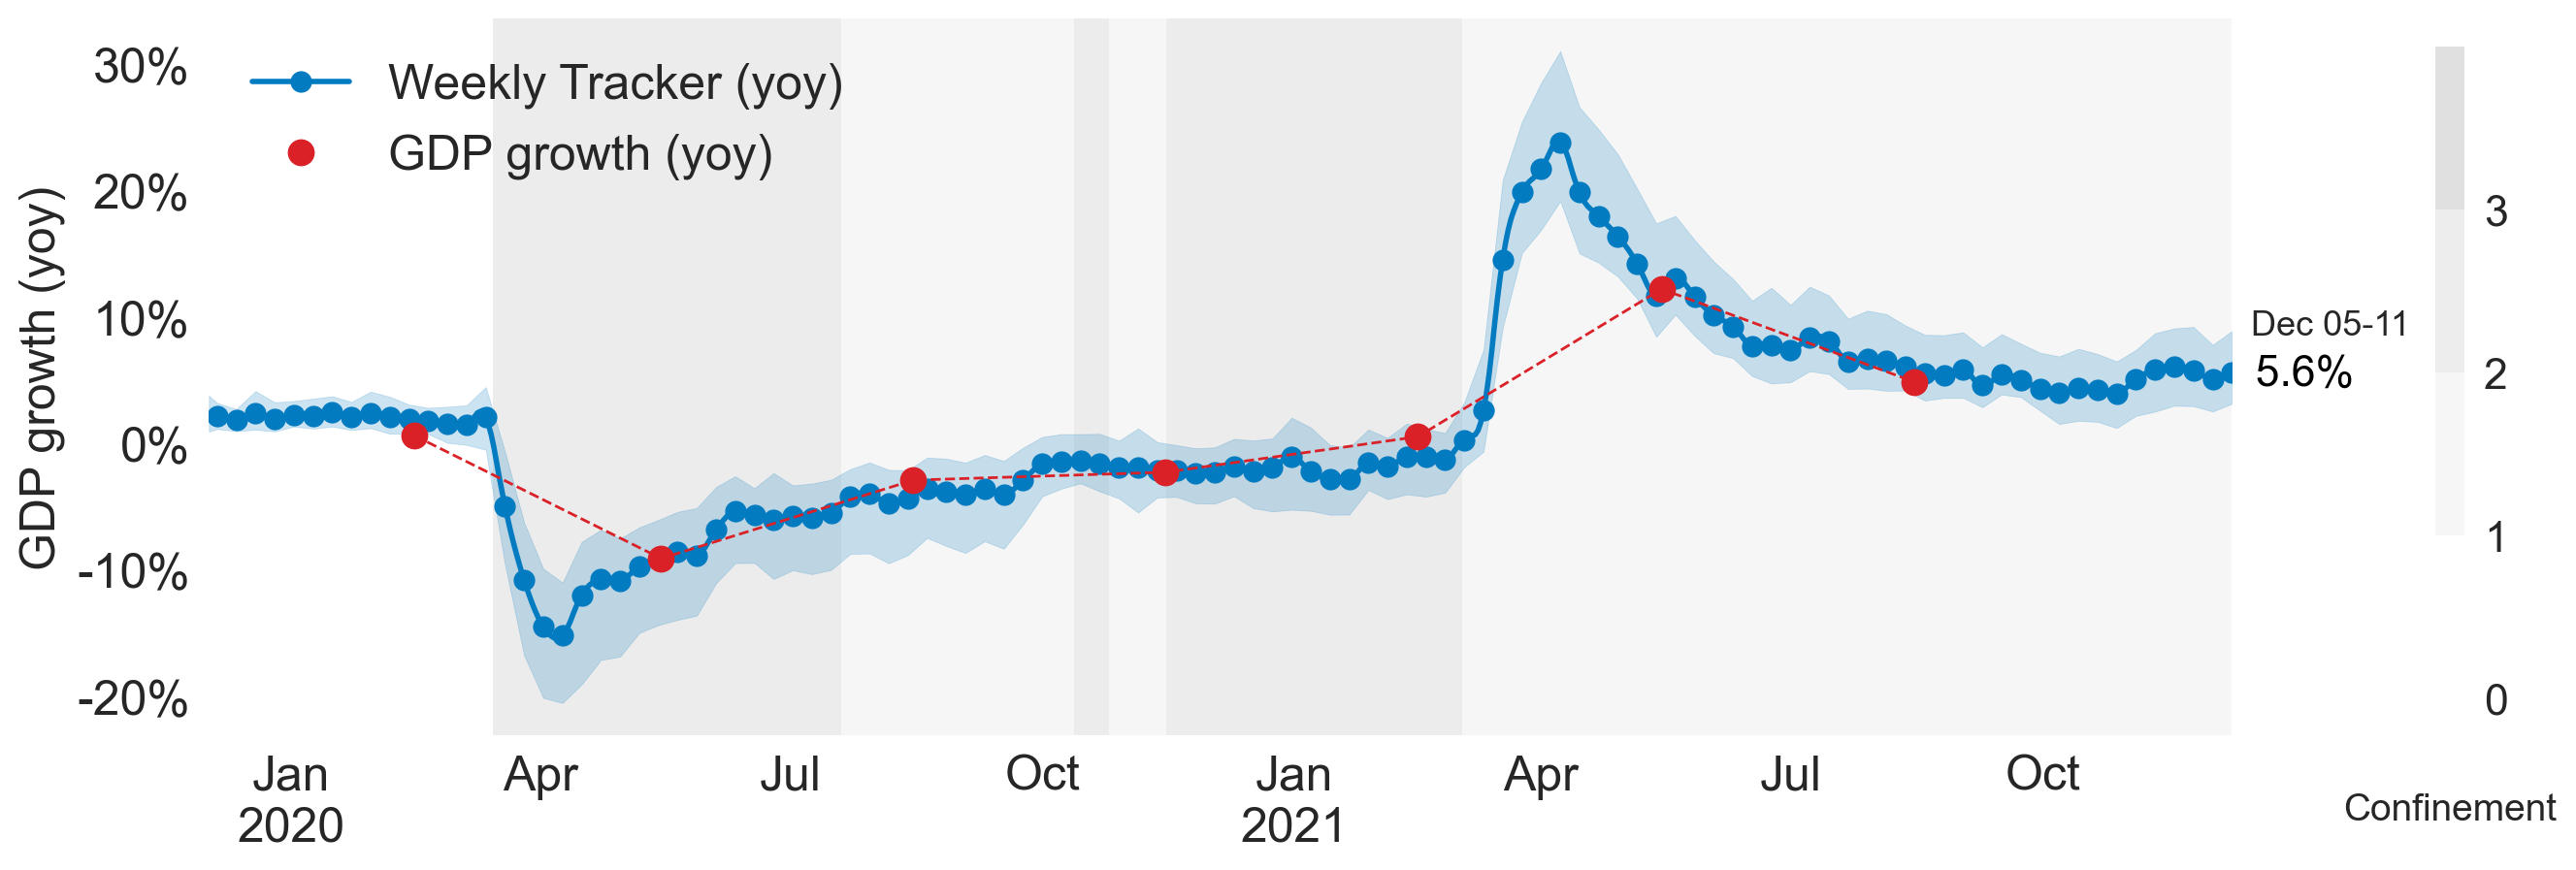 30%
20%
10%
0%
-10%
-20%
GDP growth (yoy)
Weekly Tracker (yoy)
GDP growth (yoy)
Dec 05-11
5.6%
3
2
1
0
Confinement
Jan Apr Jul Oct Jan Apr Jul Oct
2020 2021